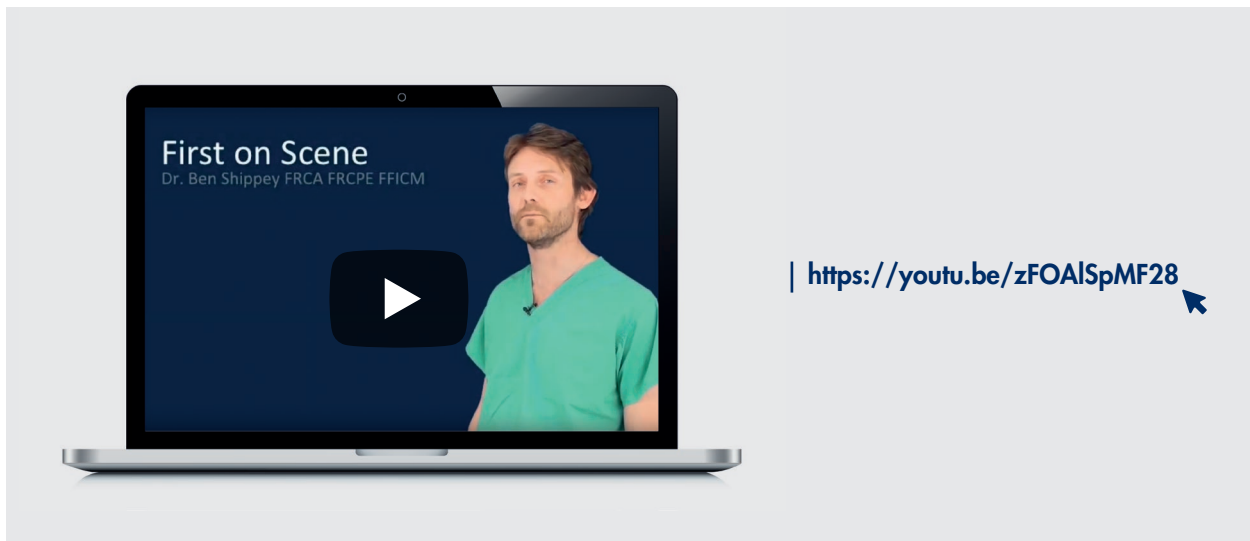 First on Scene
Dr. Ben Shippey FRCA FRCPE FFICM
| https://youtu.be/zFOAlSpMF28